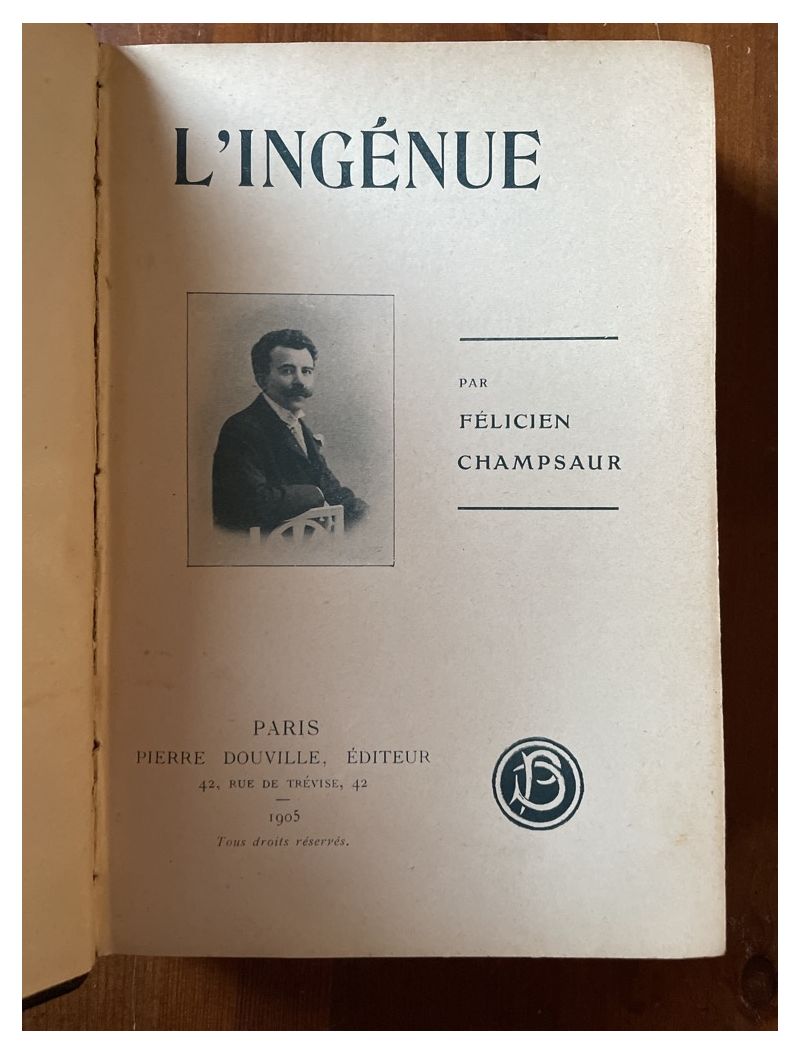 L'INGÉNUE
PAR
FÉLICIEN
CHAMPSAUR
PARIS
PIERRE DOUVILLE, ÉDITEUR
42, RUE DE TRÉVISE, 42
1905
Tous droits réservés.